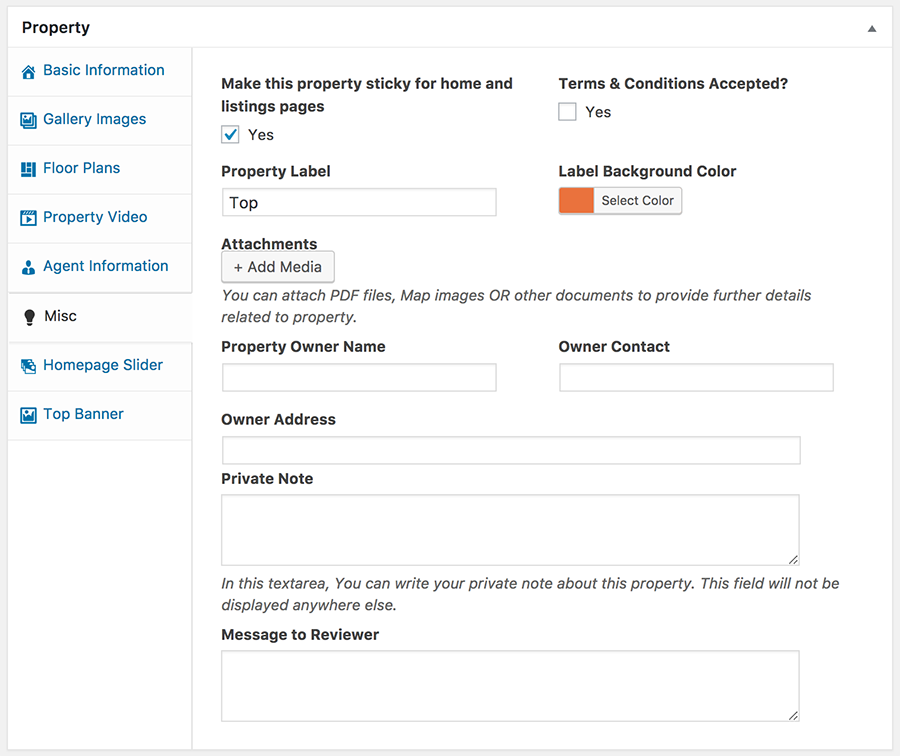 Property
Basic Information
Gallery Images
Floor Plans
Property Video
Agent Information
Misc
Homepage Slider
Top Banner
Make this property sticky for home and
listings pages
Yes
Terms & Conditions Accepted?
Yes
Property Label
Top
Label Background Color
Select Color
Attachments
+ Add Media
You can attach PDF files, Map images OR other documents to provide further details
related to property.
Property Owner Name
Owner Contact
Owner Address
Private Note
In this textarea, You can write your private note about this property. This field will not be
displayed anywhere else.
Message to Reviewer